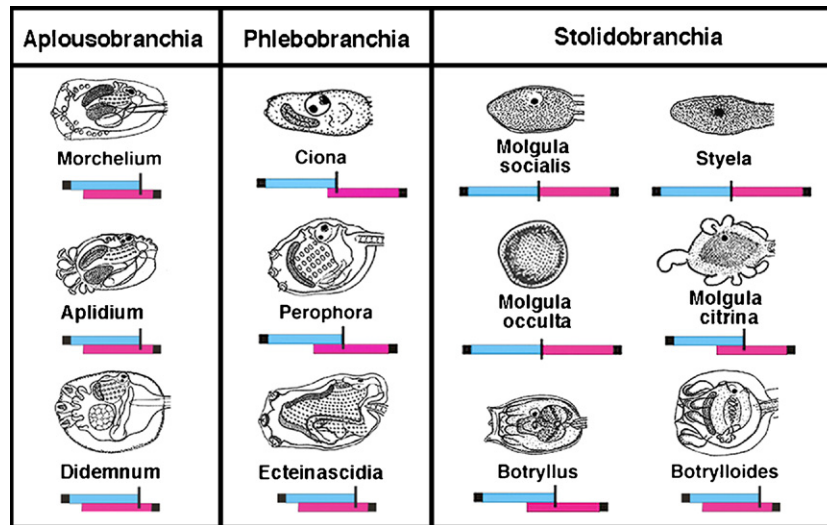 Aplousobranchia
Phlebobranchia
Stolidobranchia
Morchelium
Ciona
Molgula
socialis
Styela
Aplidium
Perophora
Molgula
occulta
Molgula
citrina
Didemnum
Ecteinascidia
Botryllus
Botrylloides